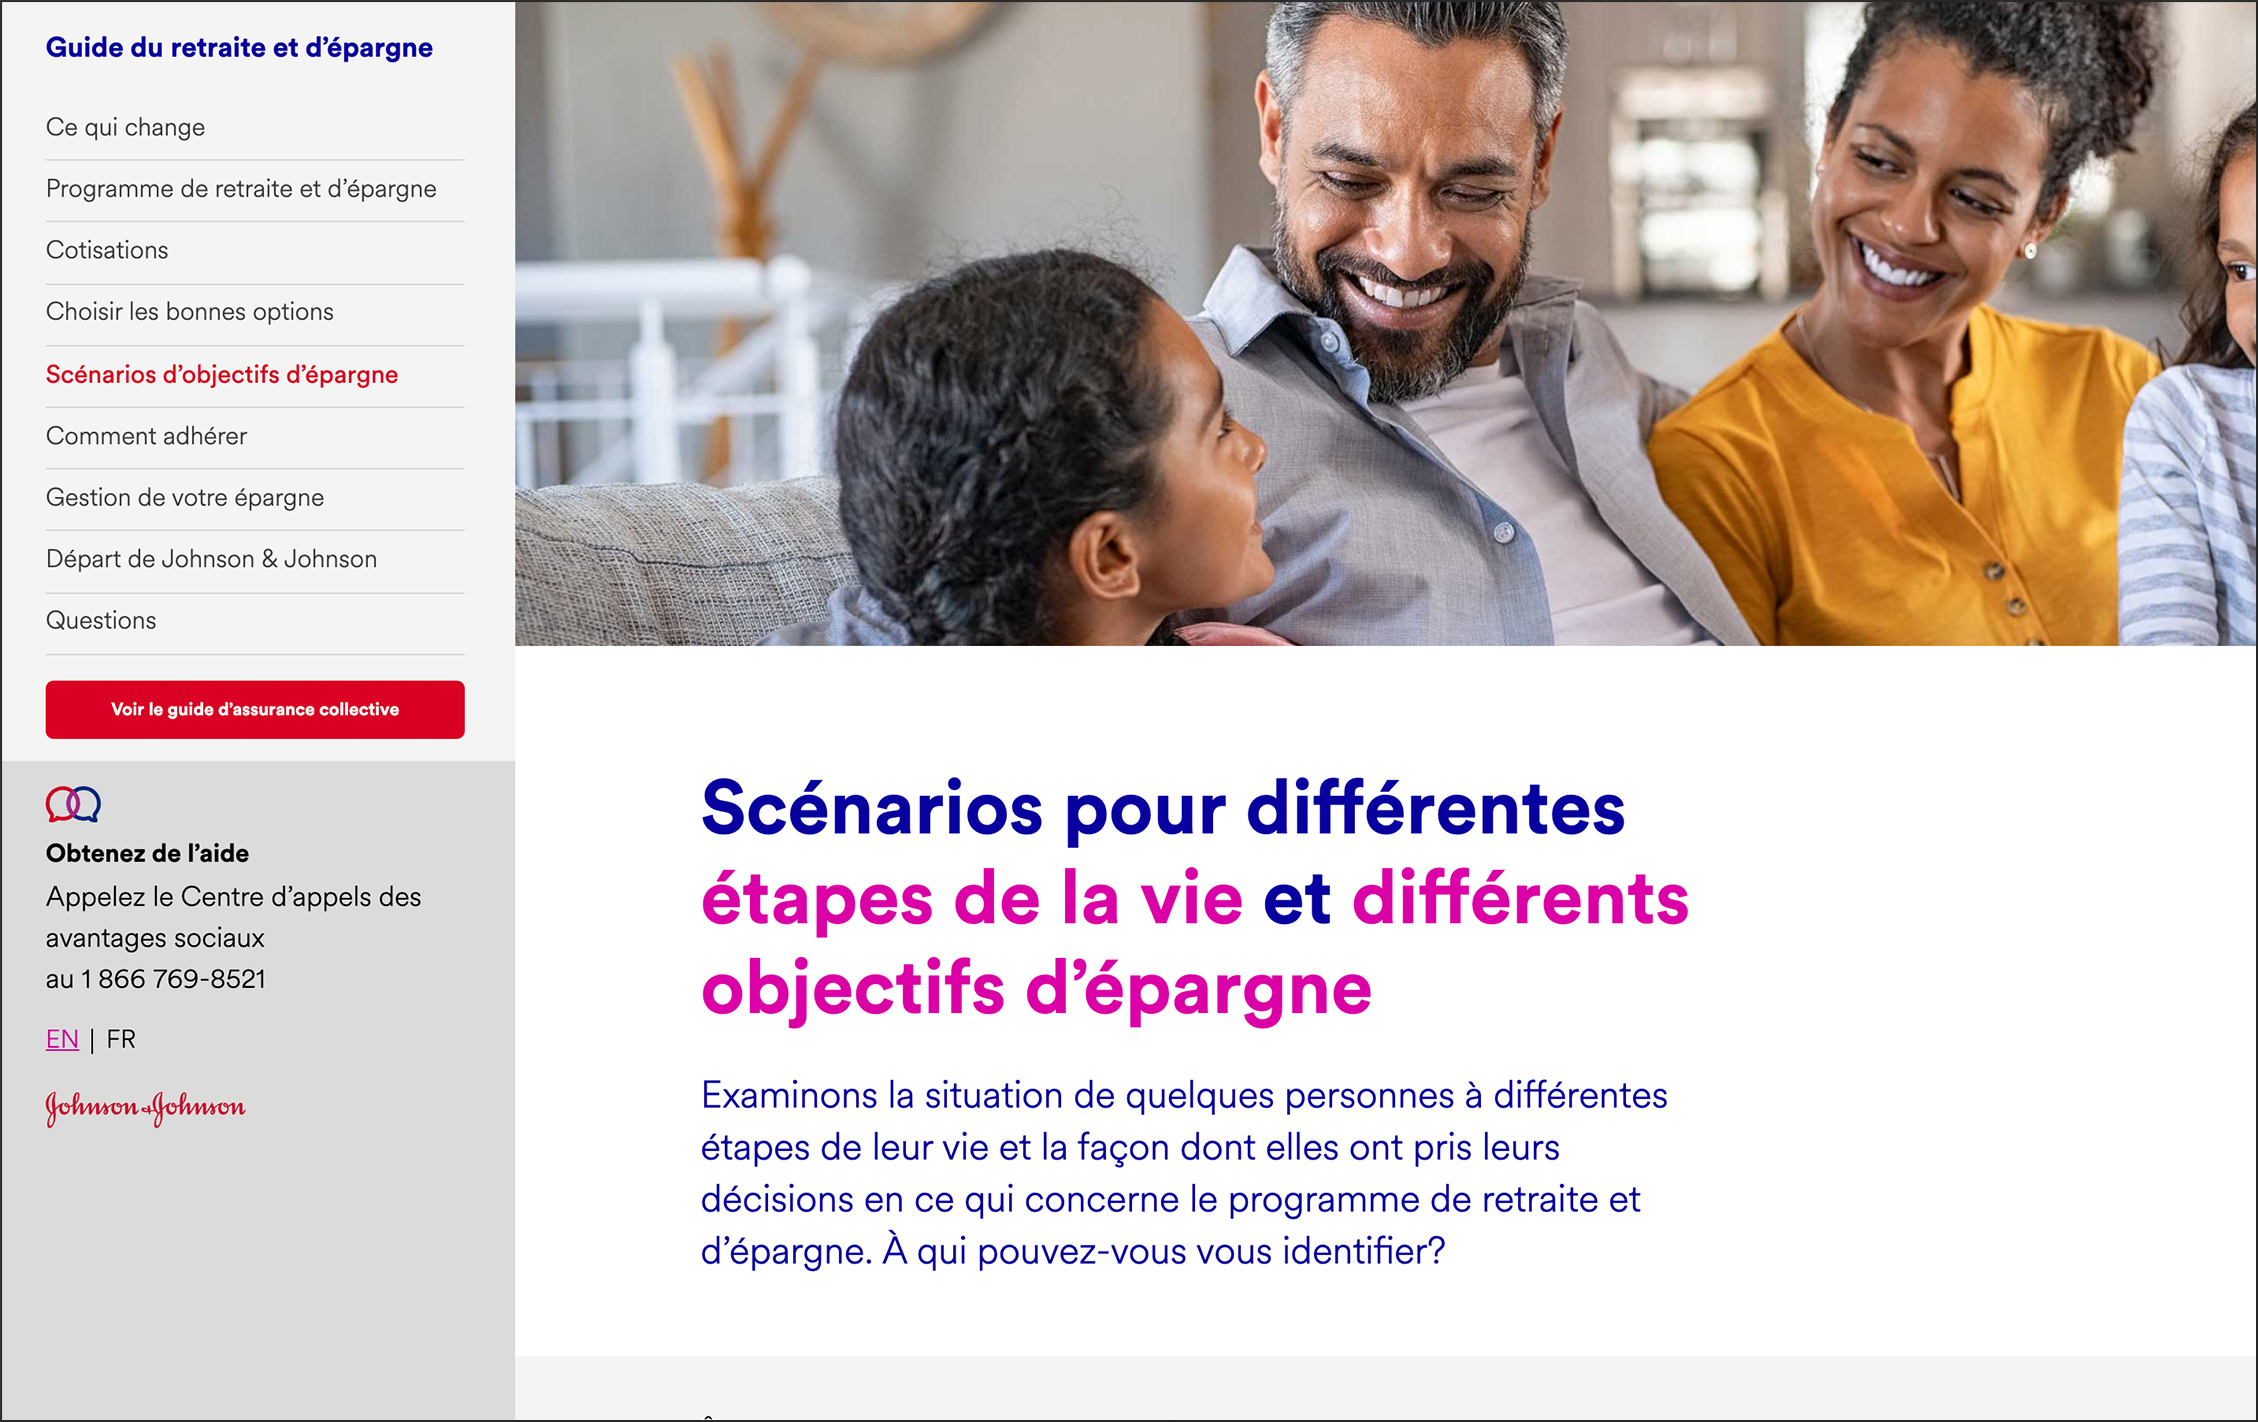 Guide du retraite et d’épargne
Ce qui change
Programme de retraite et d’épargne
Cotisations
Choisir les bonnes options
Scénarios d’objectifs d’épargne
Comment adhérer
Gestion de votre épargne
Départ de Johnson & Johnson
Questions
Voir le guide d’assurance collective
Obtenez de l’aide
Appelez le Centre d’appels des
avantages sociaux
au 1 866 769-8521
EN | FR
Johnson & Johnson
Scénarios pour différentes
étapes de la vie et différents
objectifs d’épargne
Examinons la situation de quelques personnes à différentes
étapes de leur vie et la façon dont elles ont pris leurs
décisions en ce qui concerne le programme de retraite et
d’épargne. À qui pouvez-vous vous identifier?